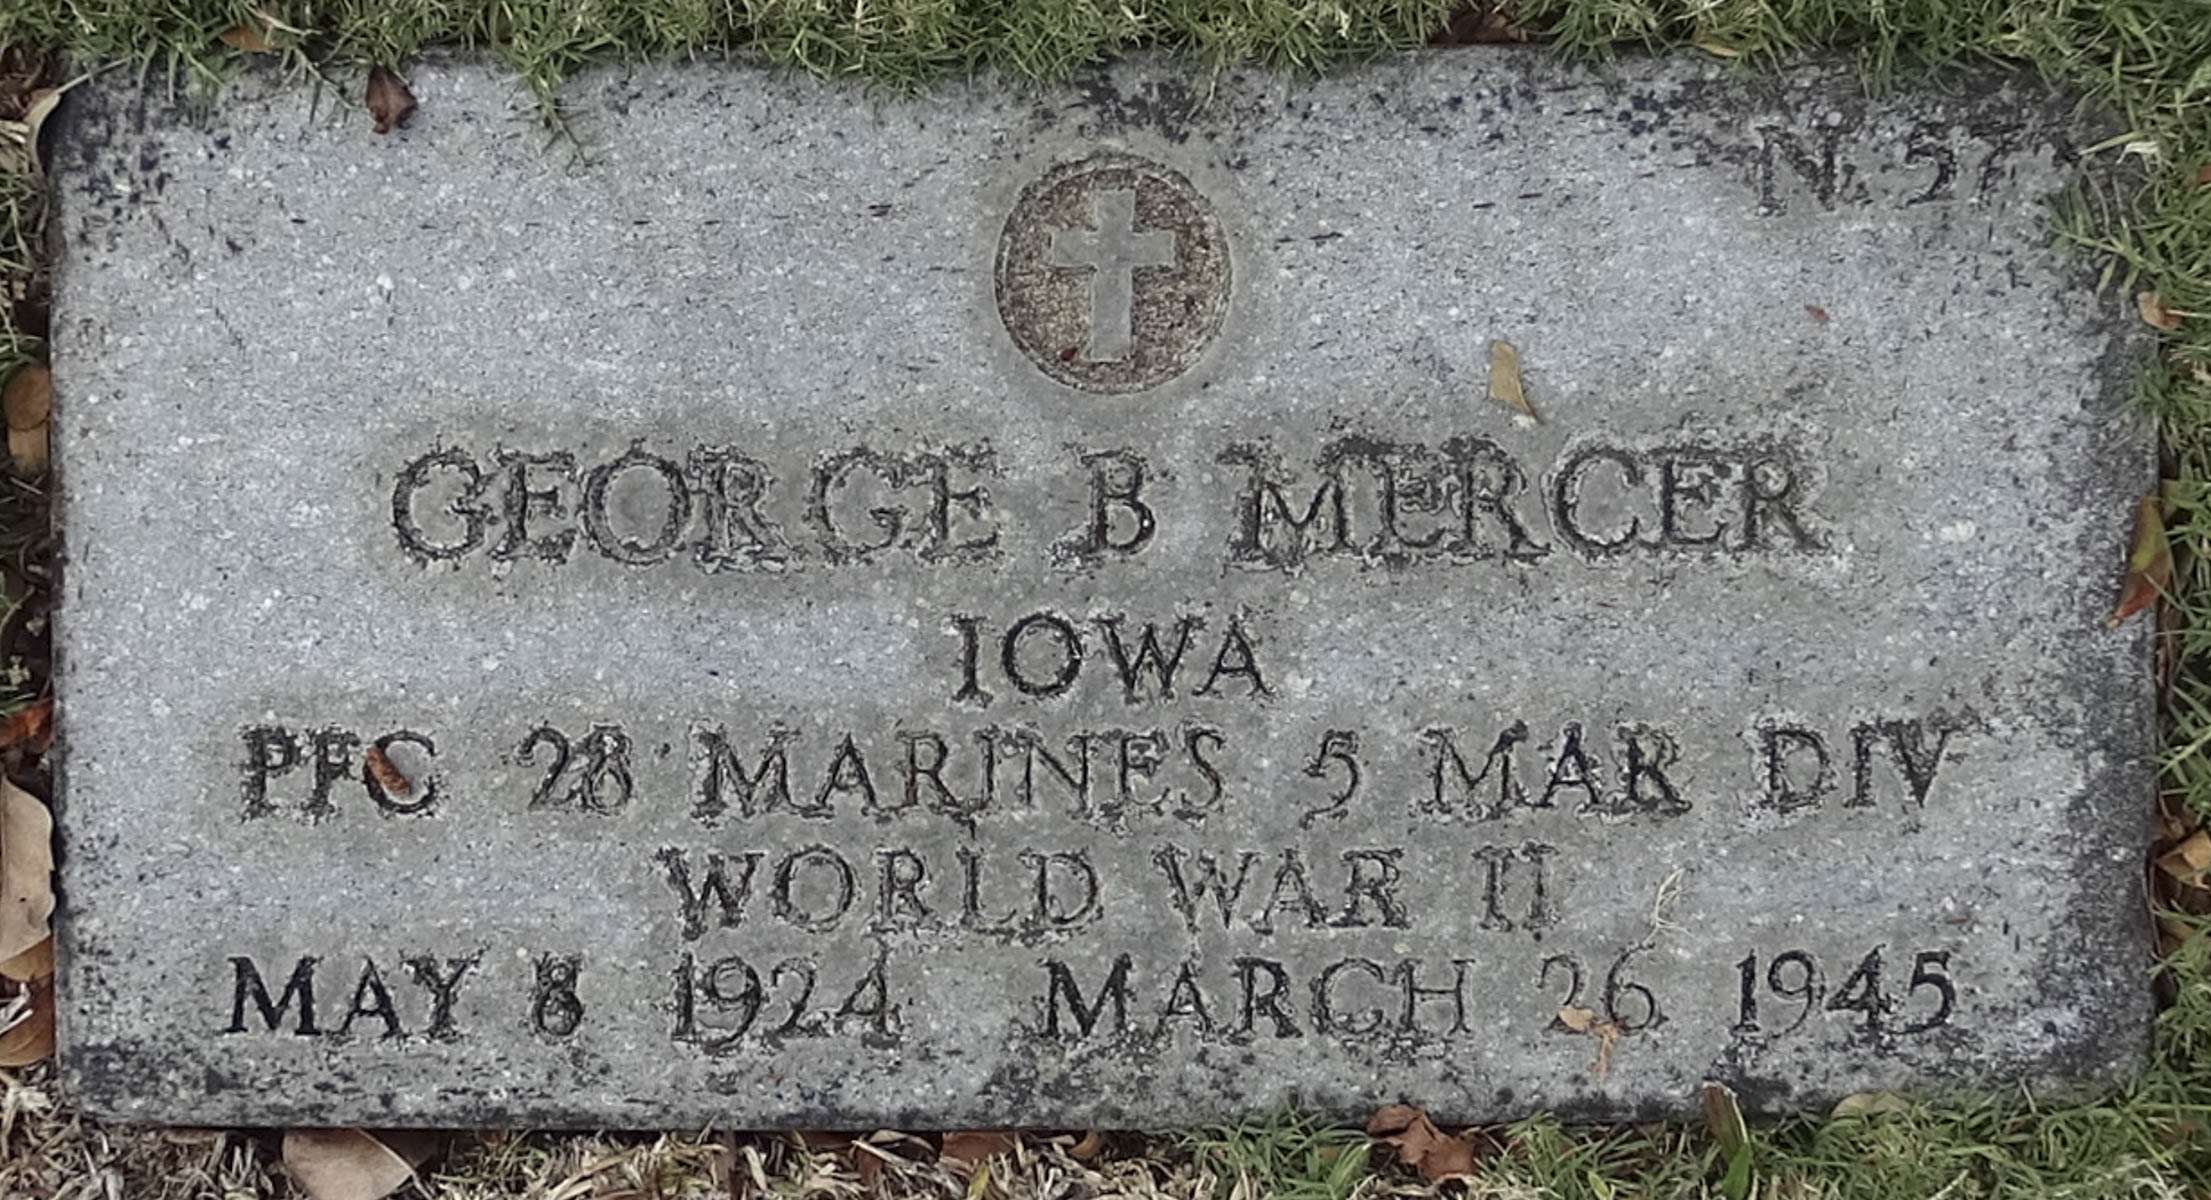 GEORGE B MERCER
IOWA
PFC 28 MARINES 5 MAR DIV
WORLD WAR II
MAY 8 1924 MARCH 26 1945